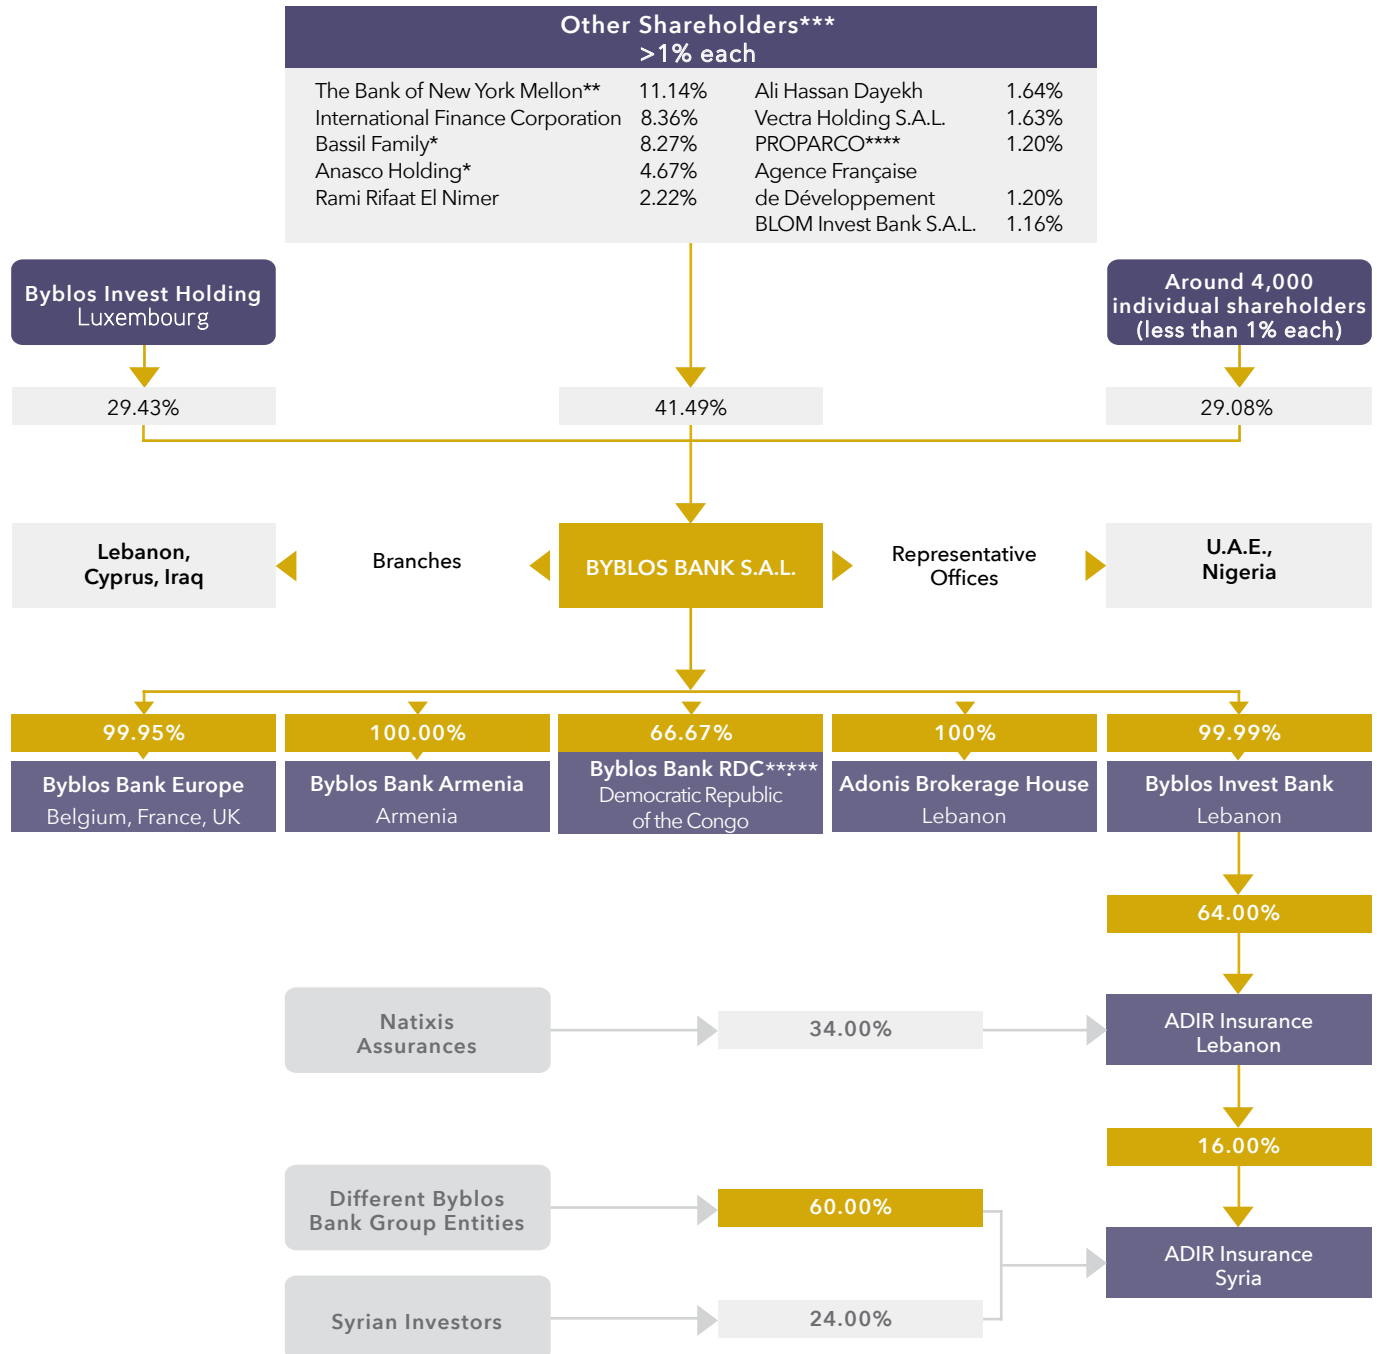 Other Shareholders***
>1% each
The Bank of New York Mellon** 11.14%
International Finance Corporation 8.36%
Bassil Family* 8.27%
Anasco Holding* 4.67%
Rami Rifaat El Nimer 2.22%
Ali Hassan Dayekh 1.64%
Vectra Holding S.A.L. 1.63%
PROPARCO**** 1.20%
Agence Française
de Développement 1.20%
BLOM Invest Bank S.A.L. 1.16%
Byblos Invest Holding
Luxembourg
Around 4,000
individual shareholders
(less than 1% each)
29.43%
41.49%
29.08%
Lebanon,
Cyprus, Iraq
Branches
BYBLOS BANK S.A.L.
Representative
Offices
U.A.E.,
Nigeria
99.95%
100.00%
66.67%
100%
99.99%
Byblos Bank Europe
Belgium, France, UK
Byblos Bank Armenia
Armenia
Byblos Bank RDC*****
Democratic Republic
of the Congo
Adonis Brokerage House
Lebanon
Byblos Invest Bank
Lebanon
64.00%
Natixis
Assurances
34.00%
ADIR Insurance
Lebanon
16.00%
Different Byblos
Bank Group Entities
60.00%
ADIR Insurance
Syria
Syrian Investors
24.00%